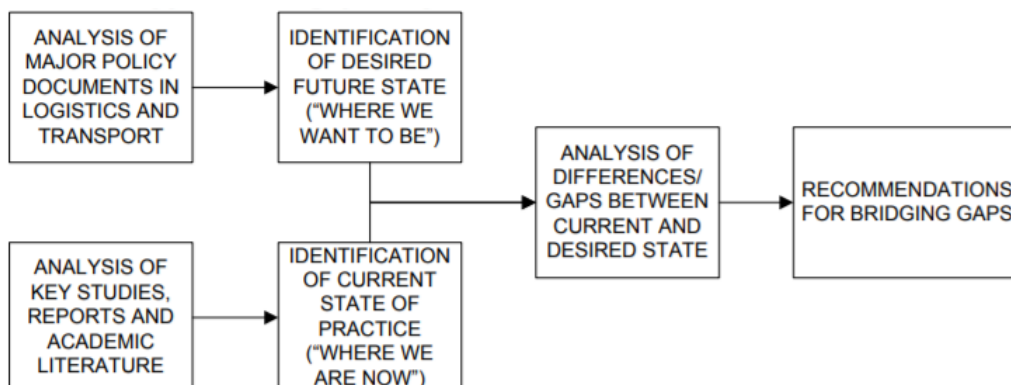 ANALYSIS OF
MAJOR POLICY
DOCUMENTS IN
LOGISTICS AND
TRANSPORT
IDENTIFICATION
OF DESIRED
FUTURE STATE
(“WHERE WE
WANT TO BE”)
ANALYSIS OF
KEY STUDIES,
REPORTS AND
ACADEMIC
LITERATURE
IDENTIFICATION
OF CURRENT
STATE OF
PRACTICE
(“WHERE WE
ARE NOW”)
ANALYSIS OF
DIFFERENCES/
GAPS BETWEEN
CURRENT AND
DESIRED STATE
RECOMMENDATIONS
FOR BRIDGING GAPS